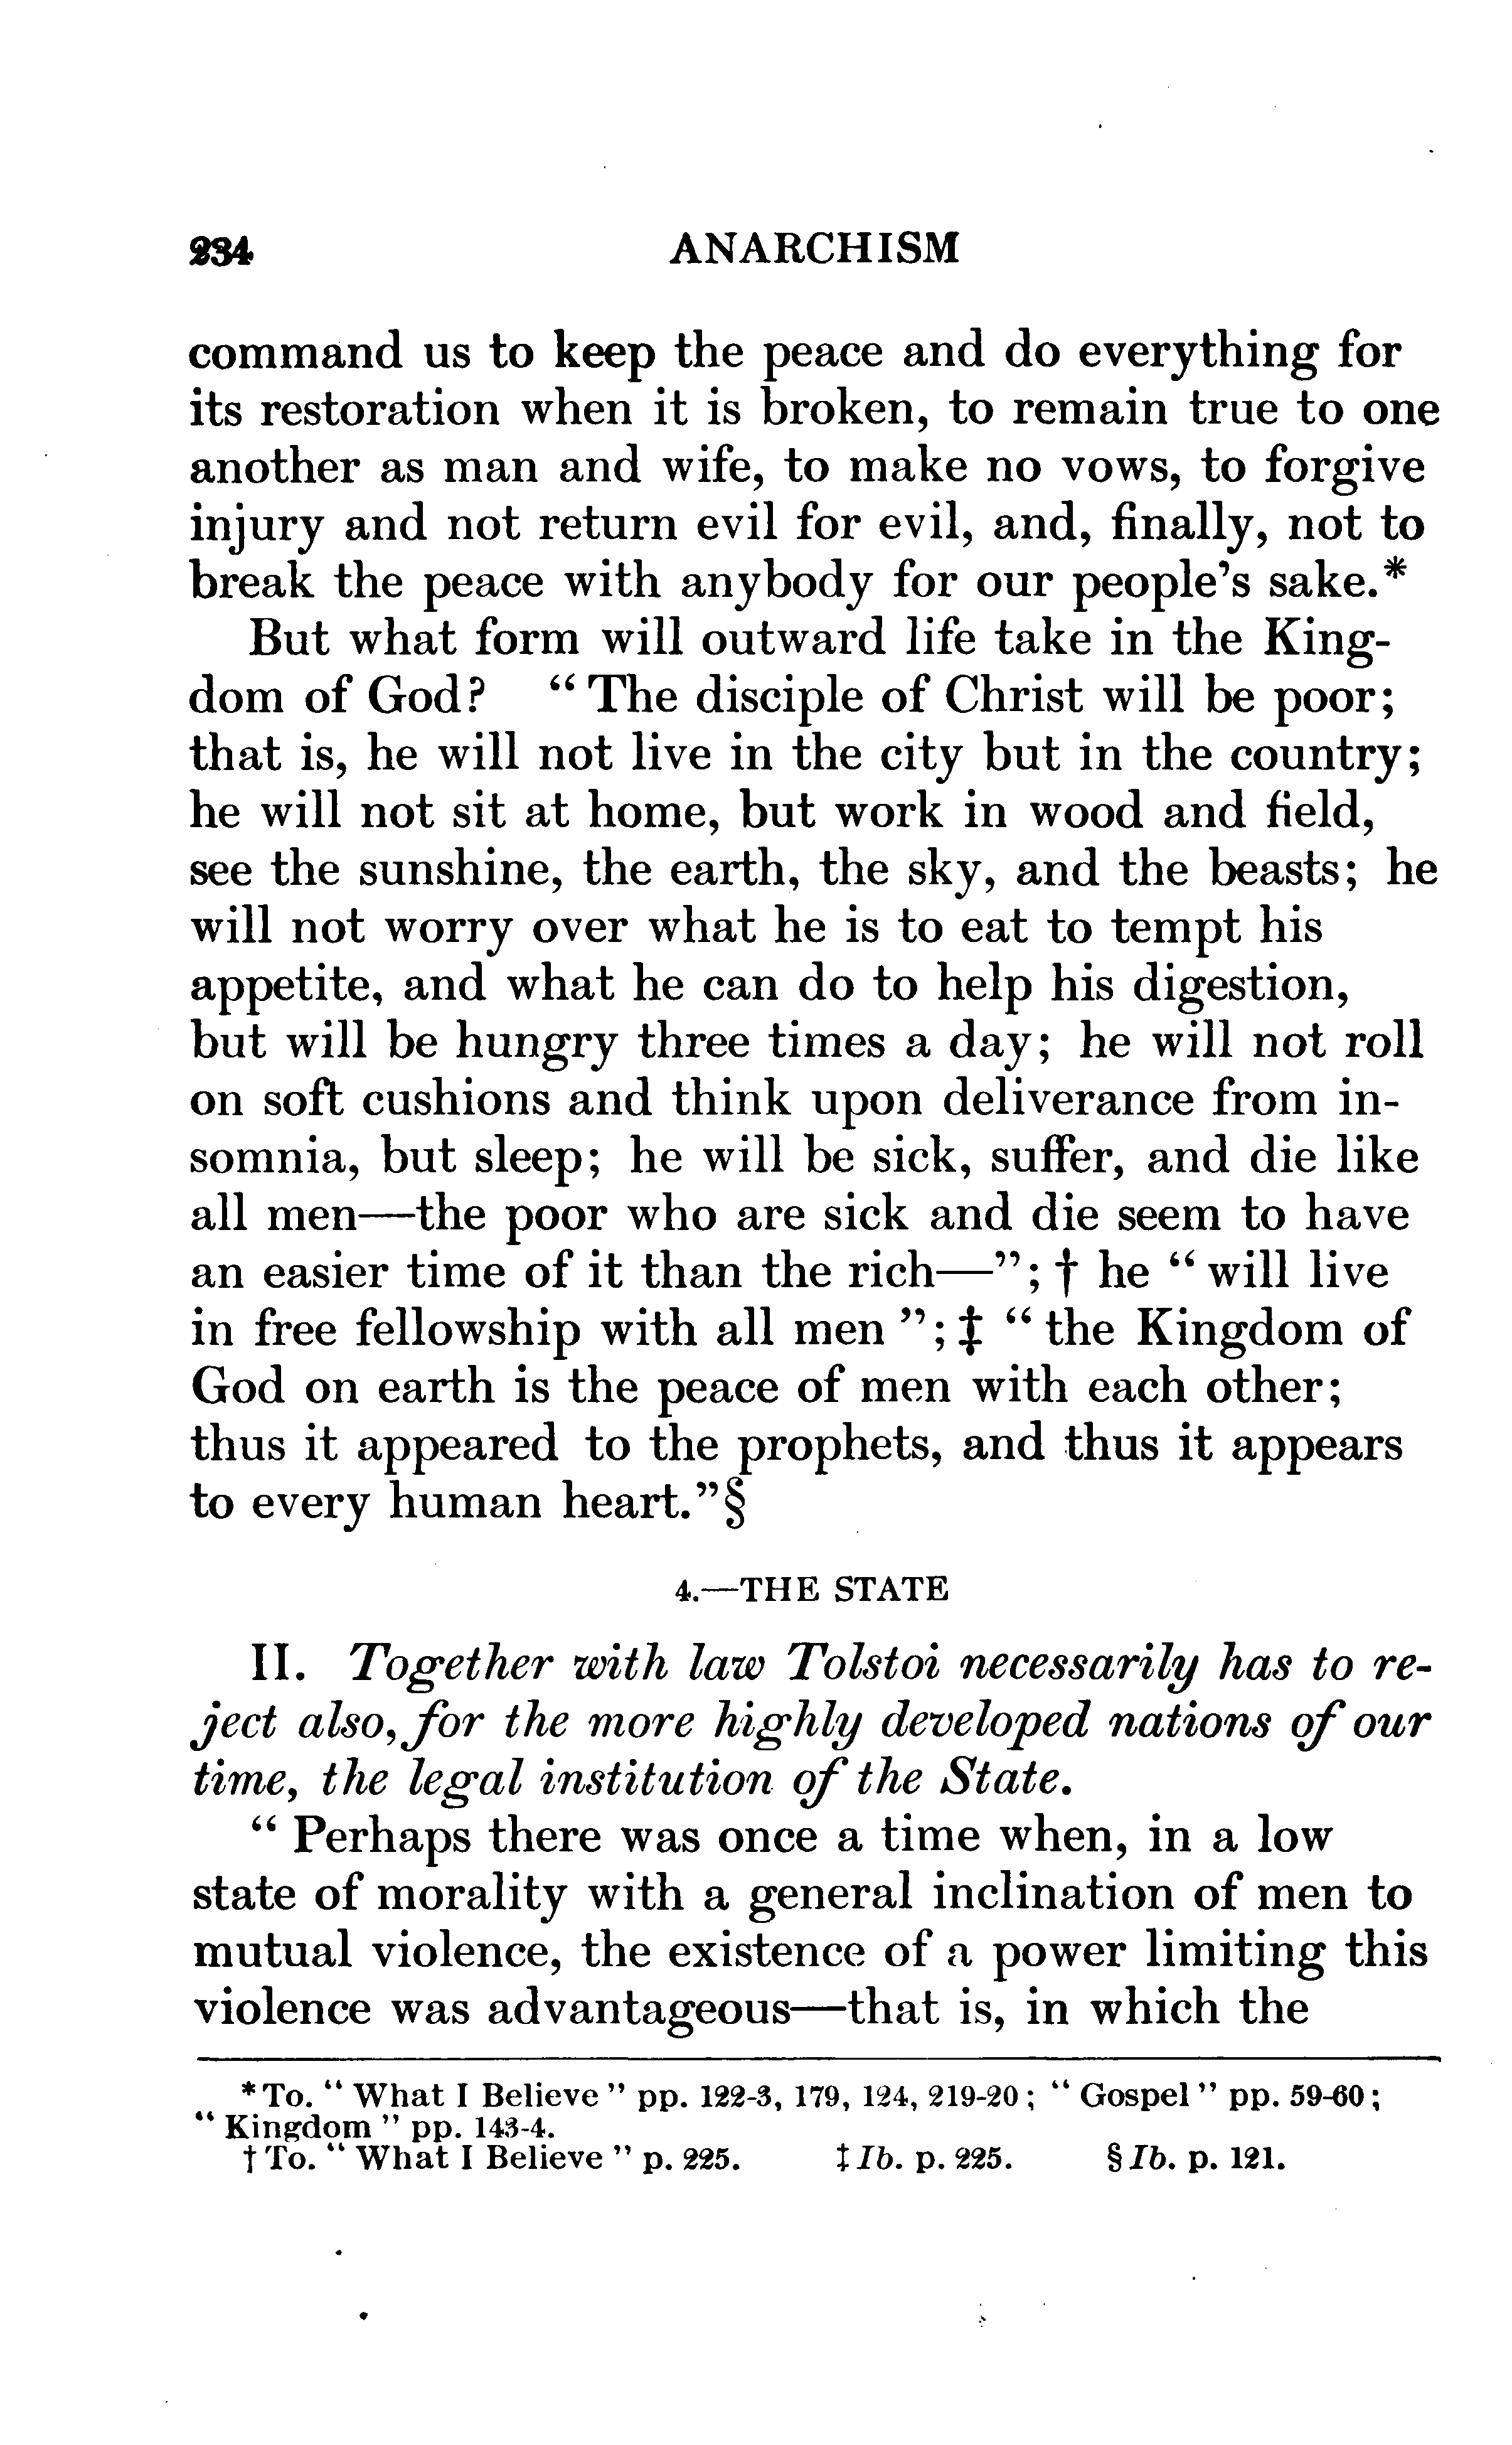 234 ANARCHISM
command us to keep the peace and do everything for
its restoration when it is broken, to remain true to one
another as man and wife, to make no vows, to forgive
injury and not return evil for evil, and, finally, not to
break the peace with anybody for our people's sake.*
But what form will outward life take in the King-
dom of God? "The disciple of Christ will be poor;
that is, he will not live in the city but in the country;
he will not sit at home, but work in wood and field,
see the sunshine, the earth, the sky, and the beasts; he
will not worry over what he is to eat to tempt his
appetite, and what he can do to help his digestion,
but will be hungry three times a day; he will not roll
on soft cushions and think upon deliverance from in-
somnia, but sleep; he will be sick, suffer, and die like
all men—the poor who are sick and die seem to have
an easier time of it than the rich—"; † he "will live
in free fellowship with all men"; ‡ "the Kingdom of
God on earth is the peace of men with each other;
thus it appeared to the prophets, and thus it appears
to every human heart."§
4.—THE STATE
II. Together with law Tolstoi necessarily has to re-
ject also, for the more highly developed nations of our
time, the legal institution of the State.
"Perhaps there was once a time when, in a low
state of morality with a general inclination of men to
mutual violence, the existence of a power limiting this
violence was advantageous—that is, in which the
* To. "What I Believe" pp. 122-3, 179, 124, 219-20; "Gospel" pp. 59-60;
"Kingdom" pp. 143-4.
† To. "What I Believe" p. 225. ‡ Ib. p. 225. § Ib. p. 121.